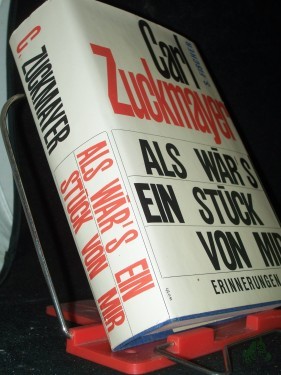 C. ZUCKMAYER
ALS WÄR'S EIN
STÜCK VON MIR
Carl
Zuckmayer
ALS WÄR'S
EIN STÜCK
VON MIR
ERINNERUNGEN